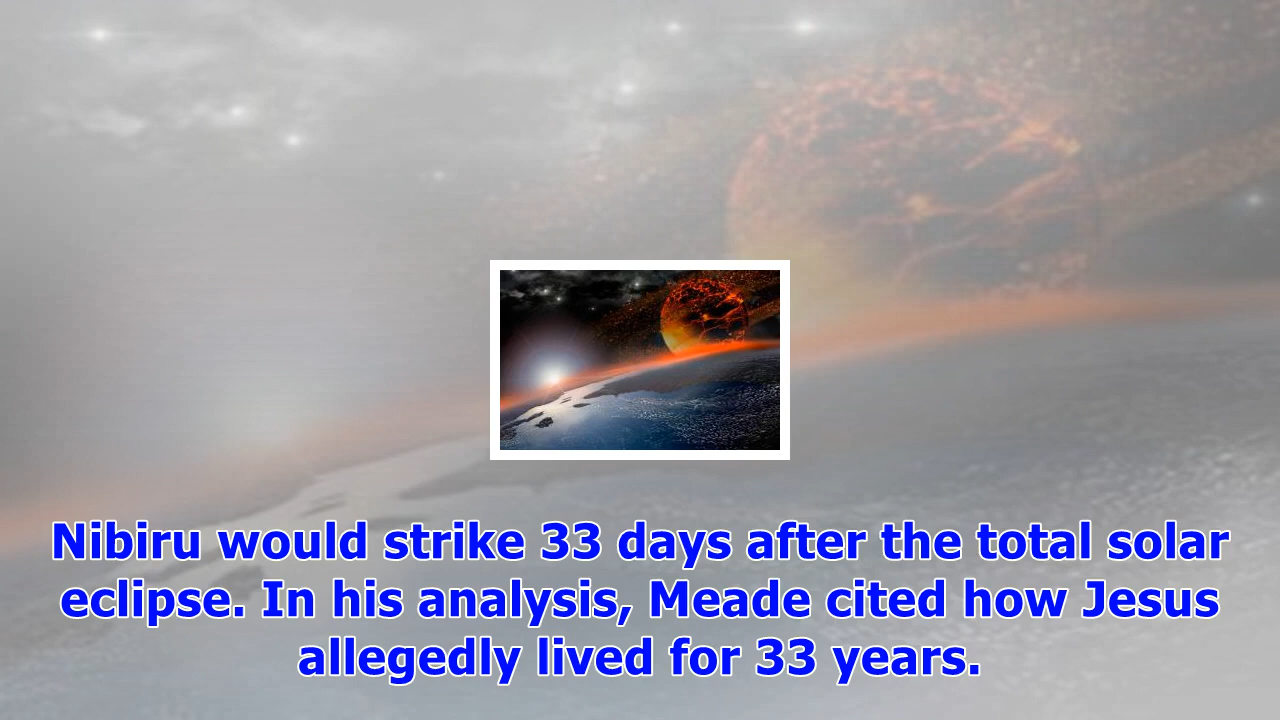 Nibiru would strike 33 days after the total solar
eclipse. In his analysis, Meade cited how Jesus
allegedly lived for 33 years.